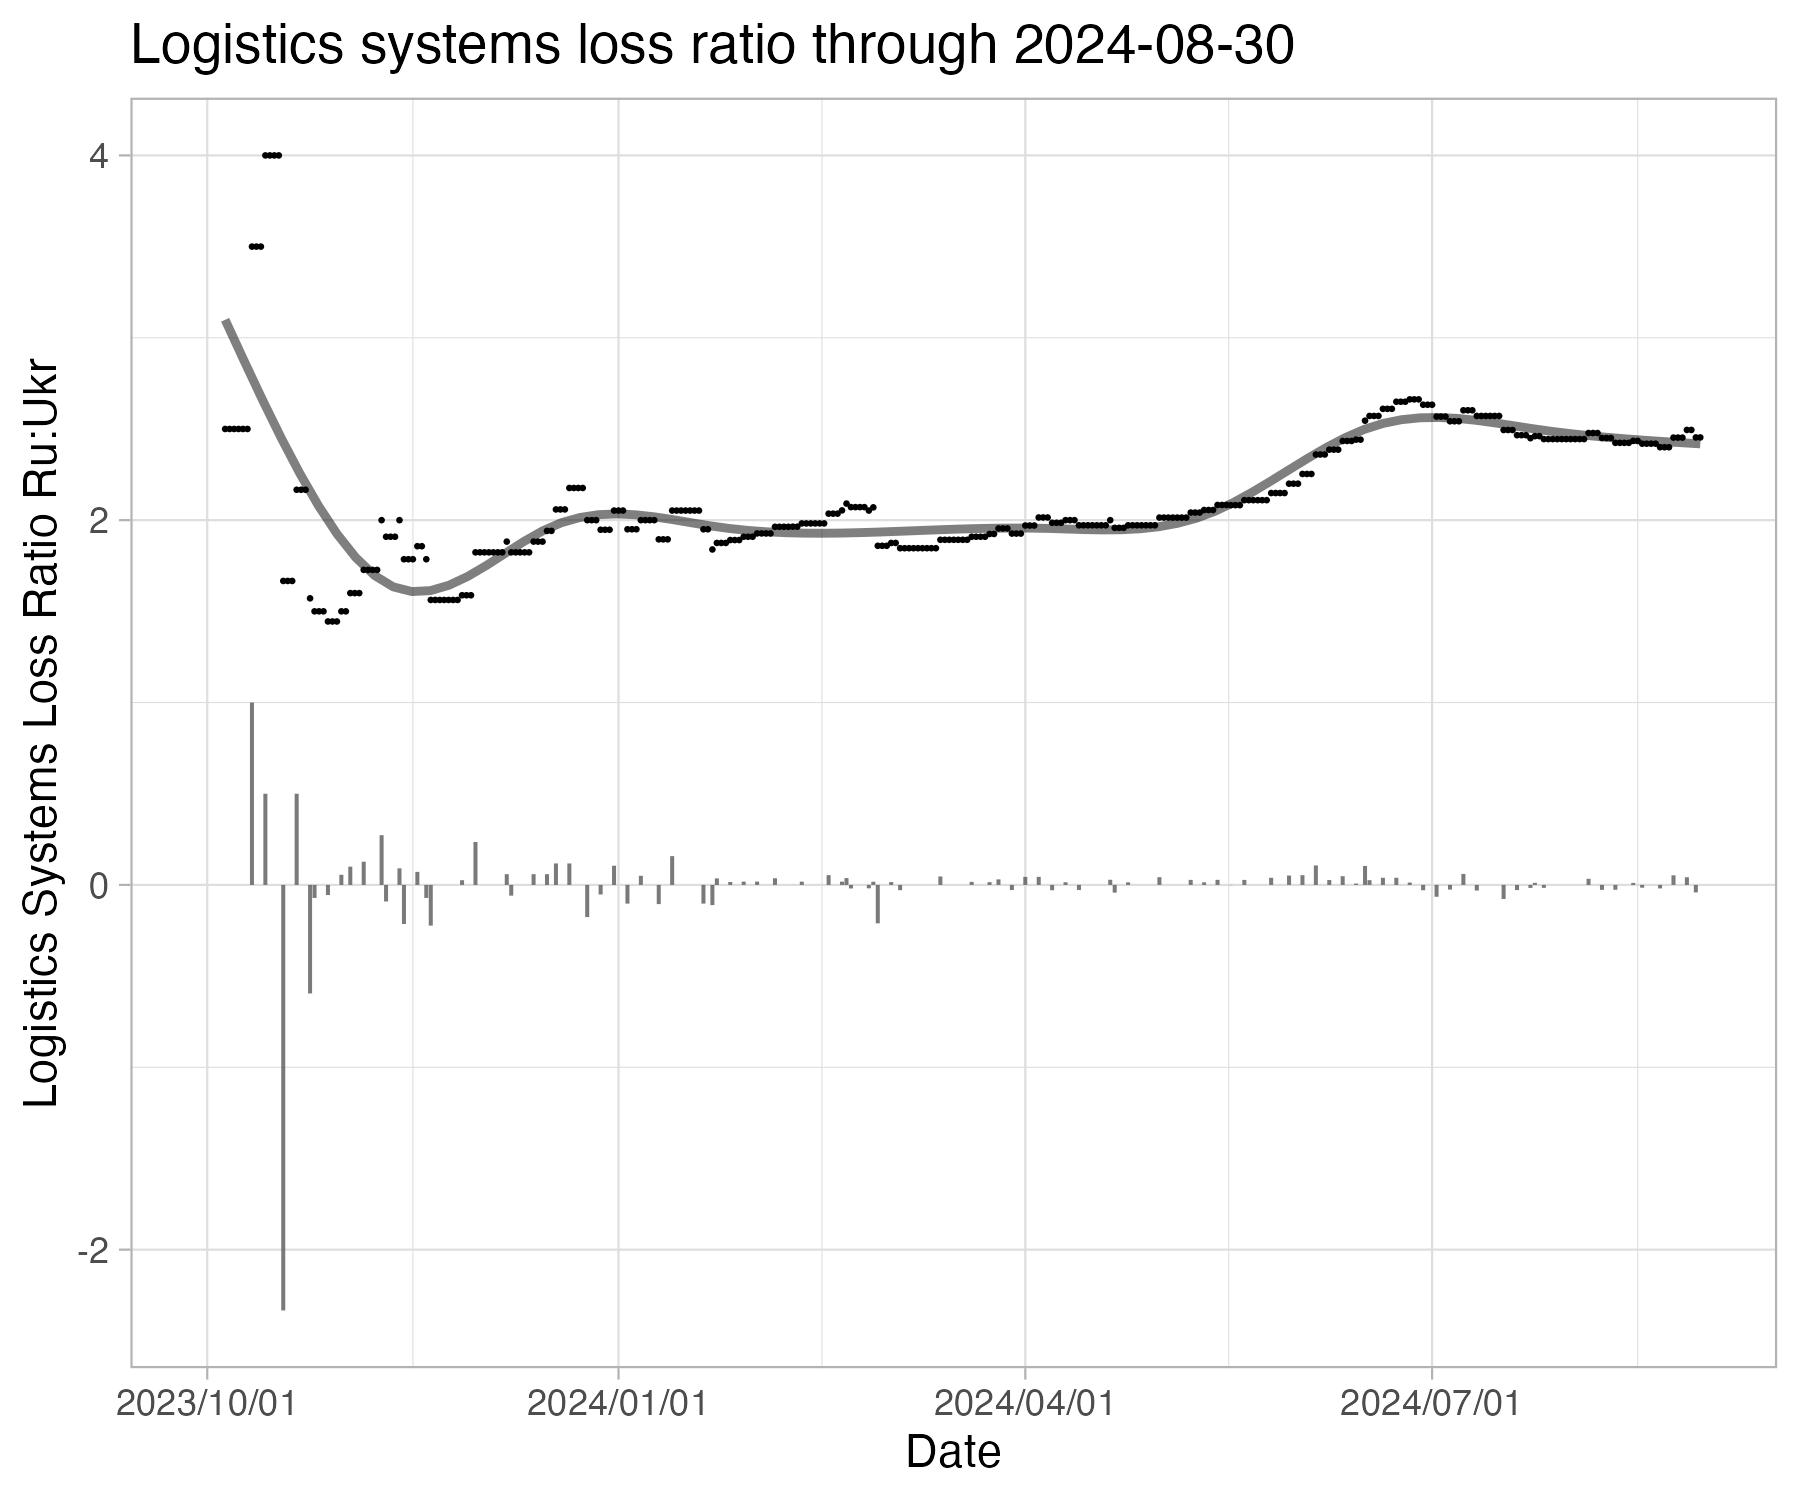 Logistics systems loss ratio through 2024-08-30
Logistics Systems Loss Ratio Ru:Ukr
4
2
0
-2
2023/10/01 2024/01/01 2024/04/01 2024/07/01
Date